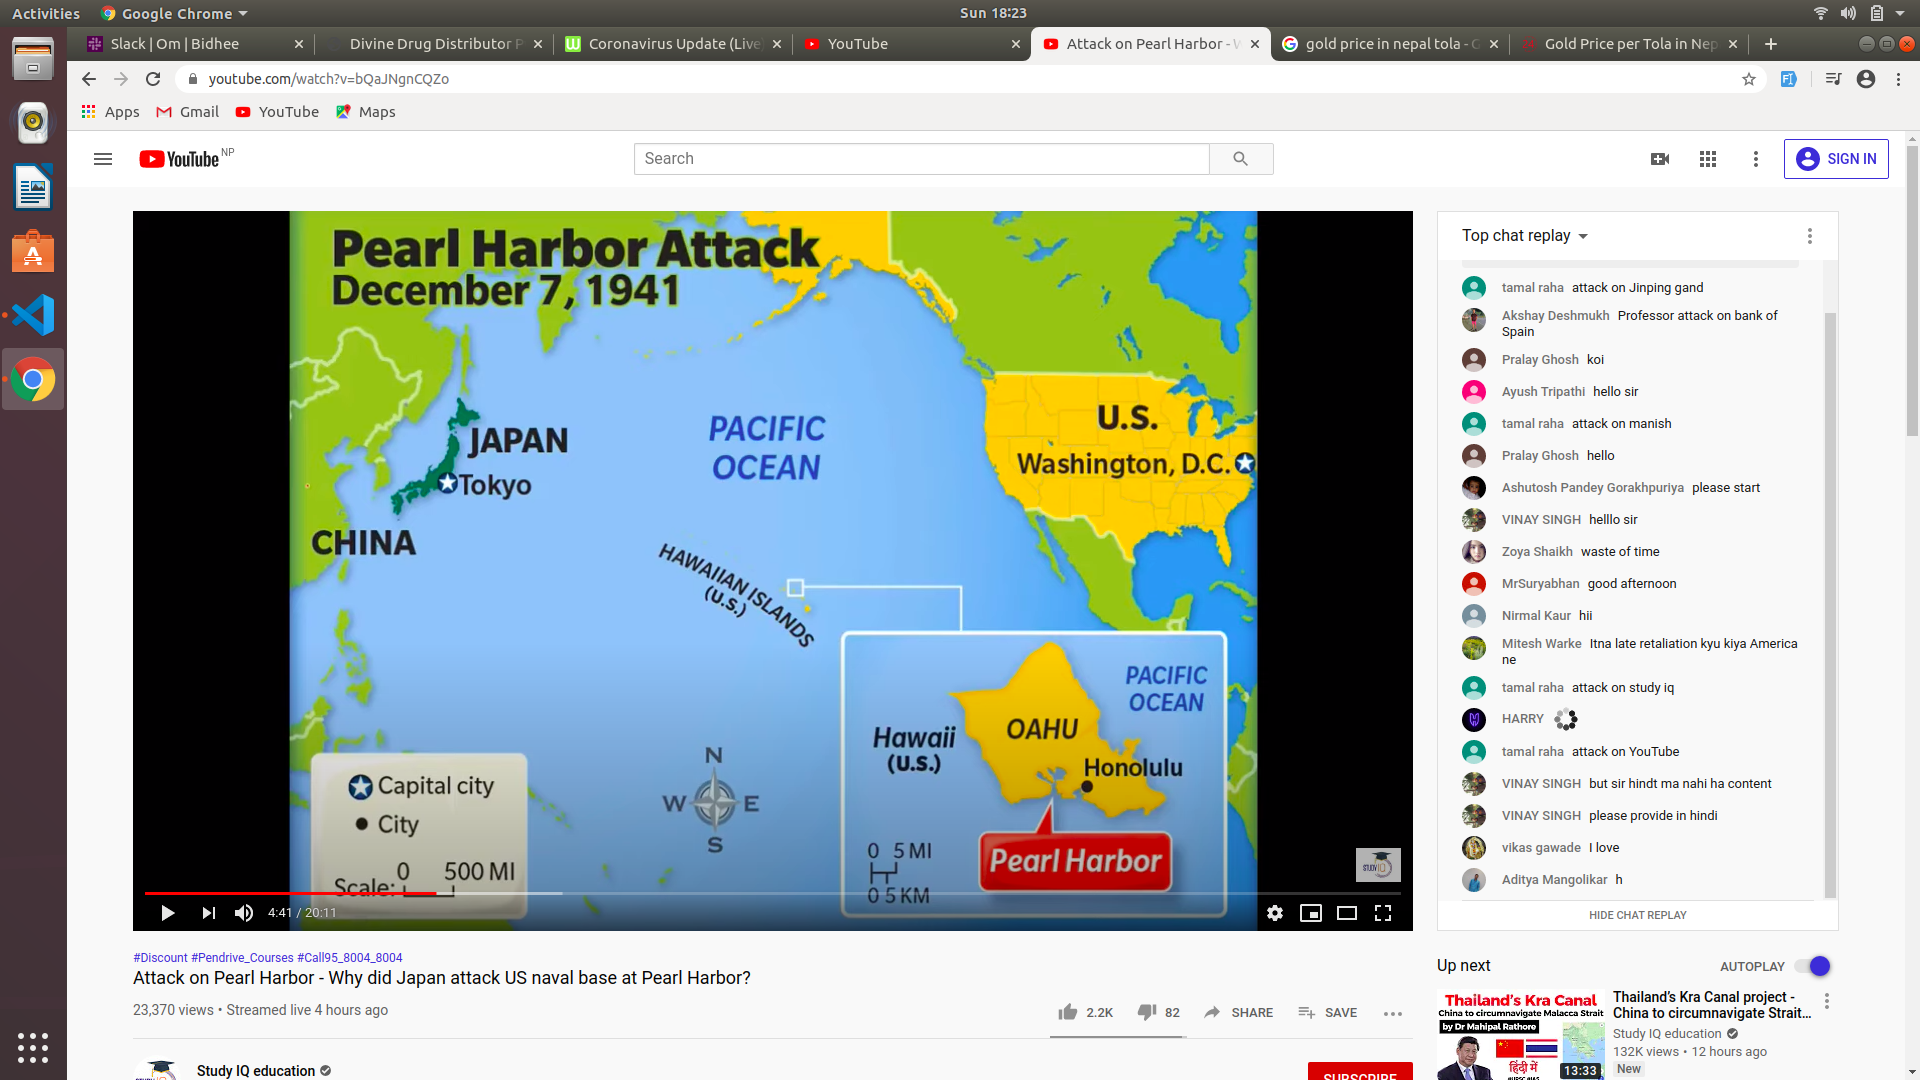 Activities
Google Chrome
Sun 18:23
Slack | Om | Bidhee
Divine Drug Distributor P
Coronavirus Update (Live)
YouTube
Attack on Pearl Harbor - W
gold price in nepal tola - G
Gold Price per Tola in Nep
youtube.com/watch?v=bQaJNgnCQZo
Apps
Gmail
YouTube
Maps
YouTube NP
Search
SIGN IN
Pearl Harbor Attack
December 7, 1941
JAPAN
Tokyo
CHINA
PACIFIC
OCEAN
U.S.
Washington, D.C.
HAWAIIAN ISLANDS
(U.S.)
PACIFIC
OCEAN
OAHU
Hawaii
(U.S.)
Honolulu
Pearl Harbor
0 5 MI
0 5 KM
N
W E
S
Capital city
City
0 500 MI
Scale:
STUDY IQ
4:41 / 20:11
Top chat replay
tamal raha attack on Jinping gand
Akshay Deshmukh Professor attack on bank of
Spain
Pralay Ghosh koi
Ayush Tripathi hello sir
tamal raha attack on manish
Pralay Ghosh hello
Ashutosh Pandey Gorakhpuriya please start
VINAY SINGH helllo sir
Zoya Shaikh waste of time
MrSuryabhan good afternoon
Nirmal Kaur hii
Mitesh Warke Itna late retaliation kyu kiya America
ne
tamal raha attack on study iq
HARRY
tamal raha attack on YouTube
VINAY SINGH but sir hindt ma nahi ha content
VINAY SINGH please provide in hindi
vikas gawade I love
Aditya Mangolikar h
HIDE CHAT REPLAY
#Discount #Pendrive_Courses #Call95_8004_8004
Attack on Pearl Harbor - Why did Japan attack US naval base at Pearl Harbor?
23,370 views • Streamed live 4 hours ago
2.2K
82
SHARE
SAVE
Study IQ education
SUBSCRIBE
Up next
AUTOPLAY
Thailand's Kra Canal
China to circumnavigate Malacca Strait
by Dr Mahipal Rathore
हिंदी में
13:33
Thailand's Kra Canal project -
China to circumnavigate Strait...
Study IQ education
132K views • 12 hours ago
New